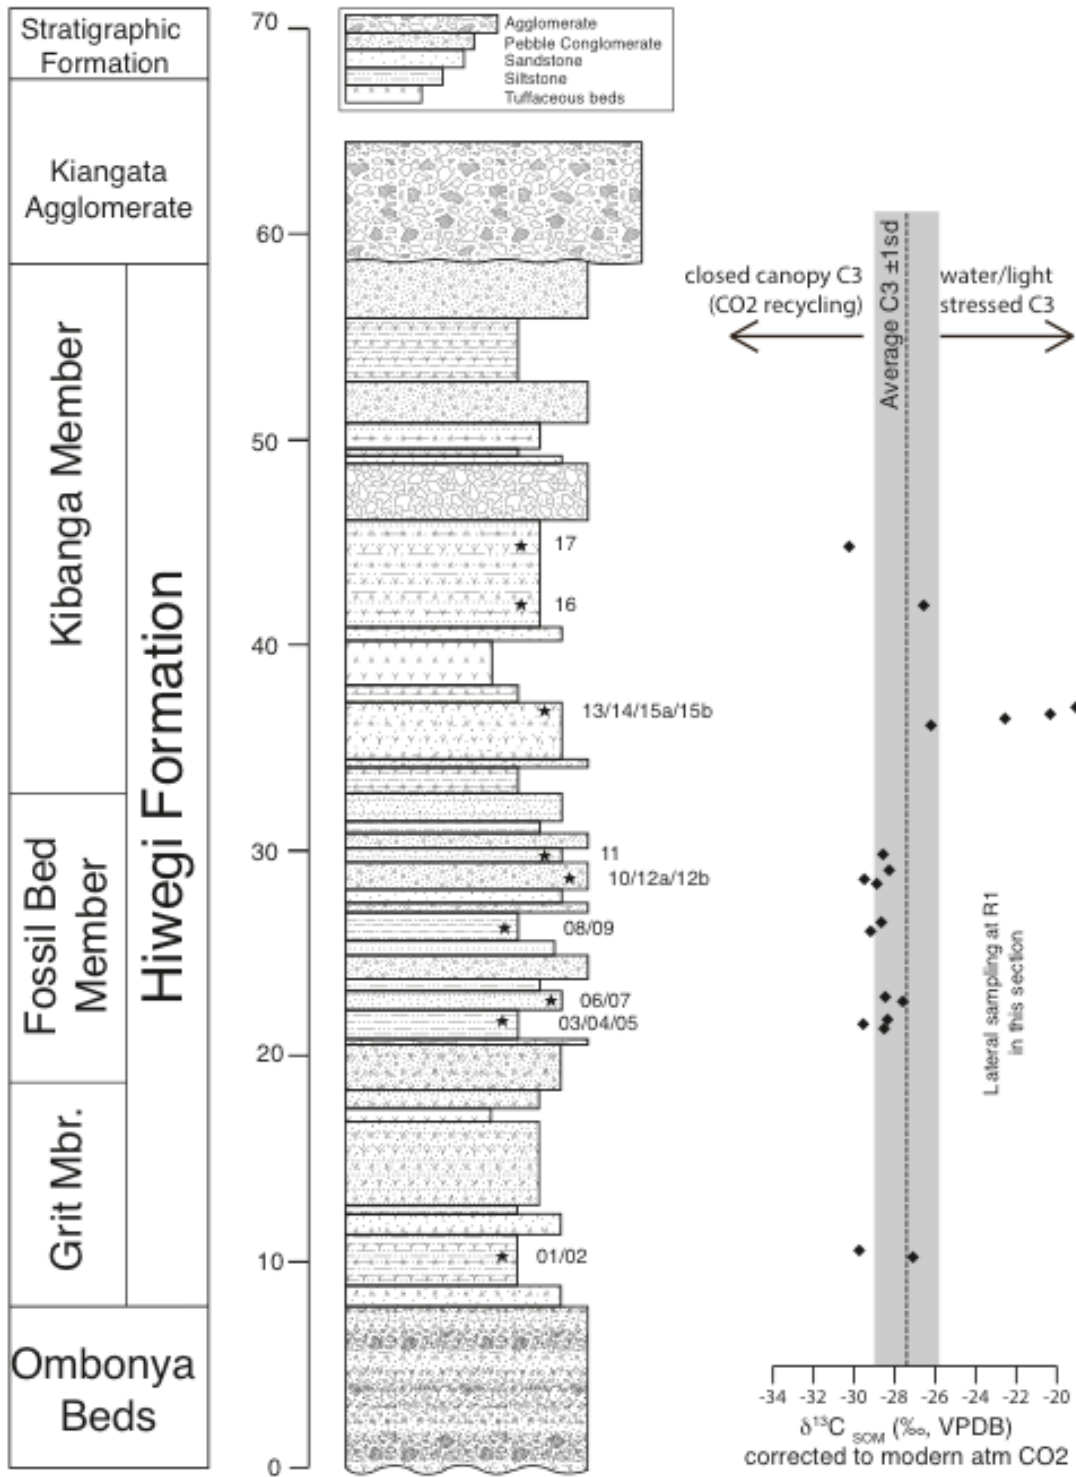 Stratigraphic
Formation
Kiangata
Agglomerate
Kibanga Member
Fossil Bed
Member
Grit Mbr.
Hiwegi Formation
Ombonya
Beds
70
60
50
40
30
20
10
0
Agglomerate
Pebble Conglomerate
Sandstone
Siltstone
Tuffaceous beds
17
16
13/14/15a/15b
11
10/12a/12b
08/09
06/07
03/04/05
01/02
closed canopy C3
(CO2 recycling)
Average C3 ±1sd
water/light
stressed C3
Lateral sampling at R1
in this section
-34 -32 -30 -28 -26 -24 -22 -20
δ¹³C SOM (‰, VPDB)
corrected to modern atm CO2